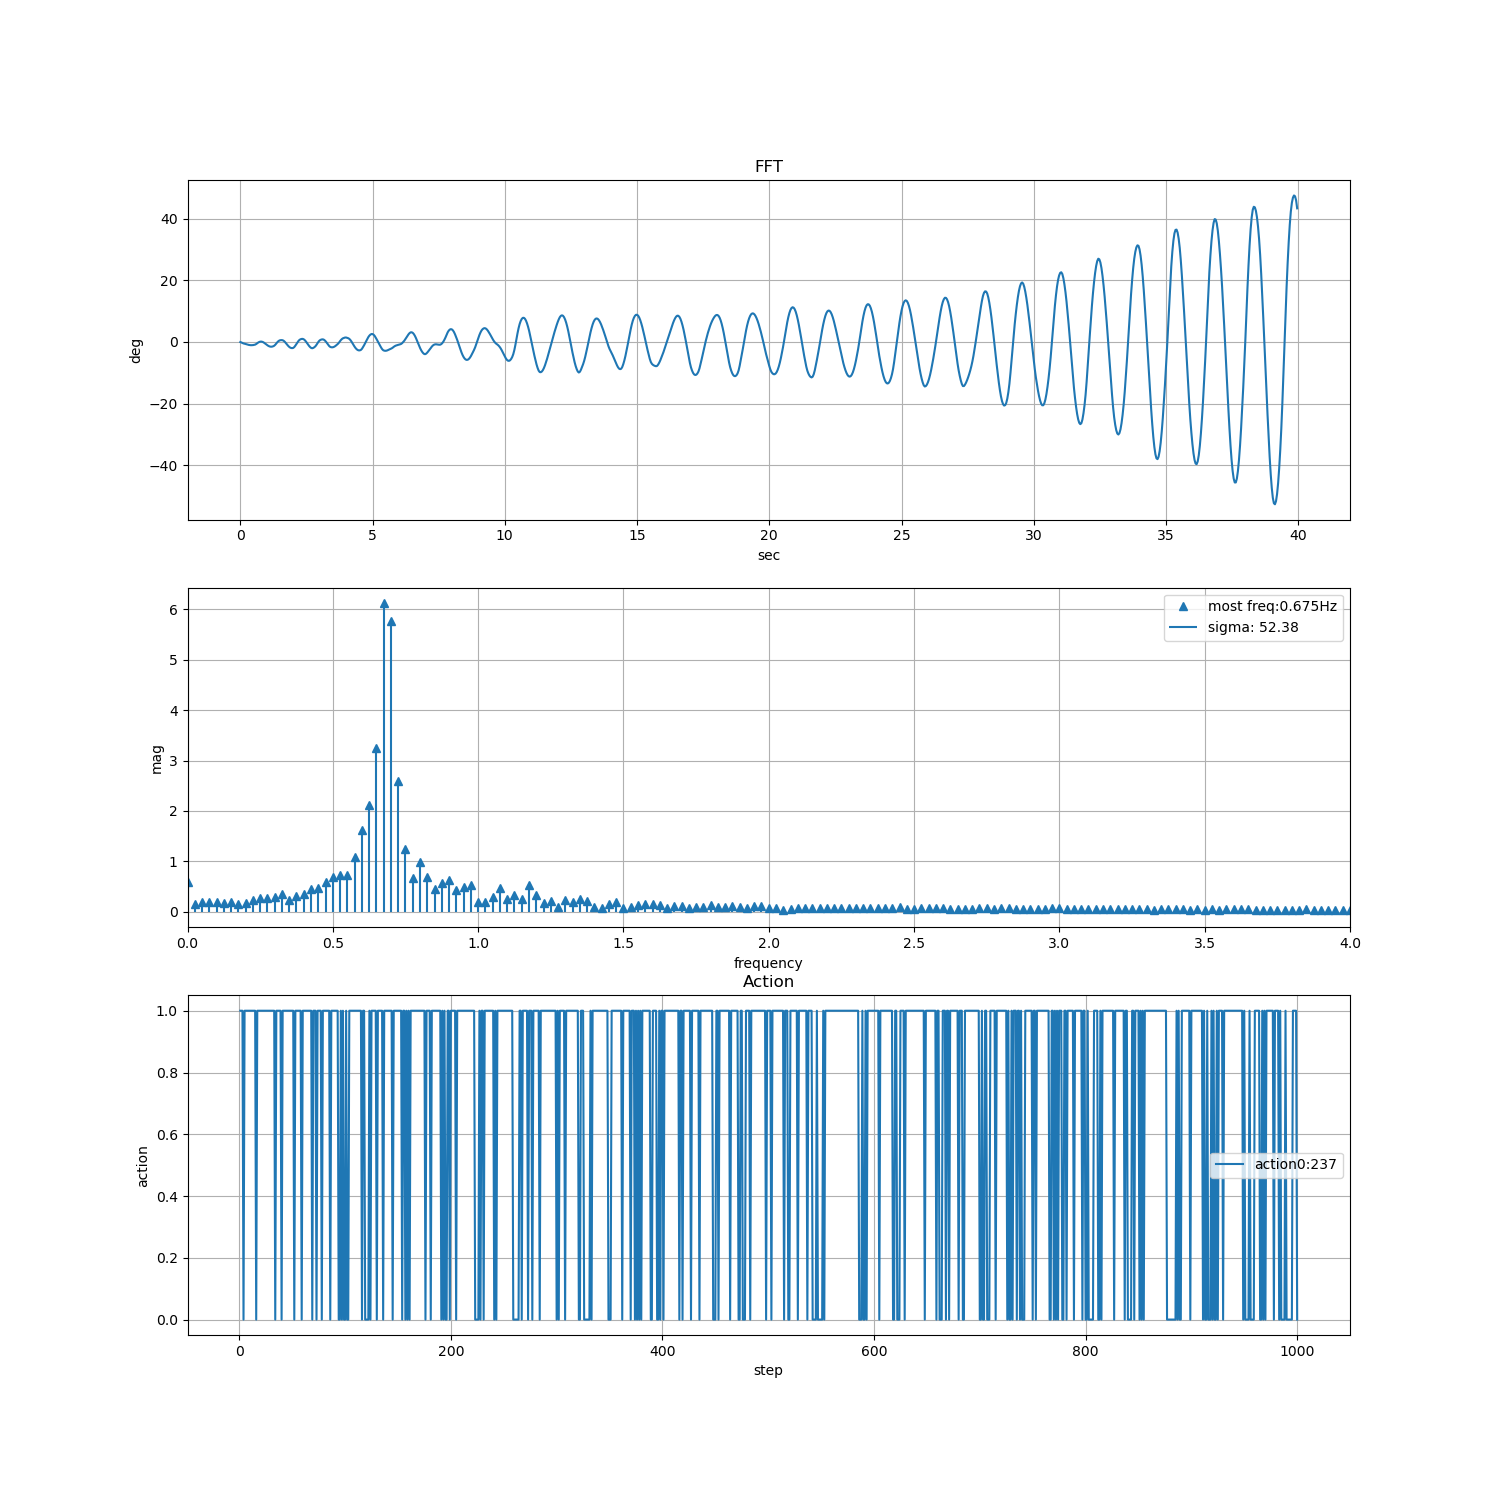 FFT
40
20
0
−20
−40
deg
0 5 10 15 20 25 30 35 40
sec
6
5
4
3
2
1
0
mag
most freq:0.675Hz
sigma: 52.38
0.0 0.5 1.0 1.5 2.0 2.5 3.0 3.5 4.0
frequency
Action
1.0
0.8
0.6
0.4
0.2
0.0
action
action0:237
0 200 400 600 800 1000
step